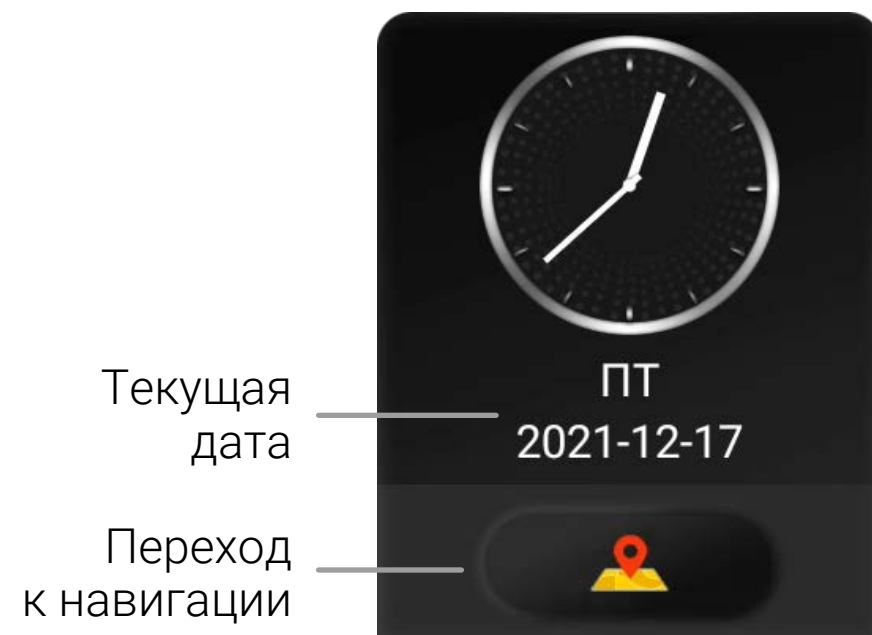 Текущая
дата
ПТ
2021-12-17
Переход
к навигации